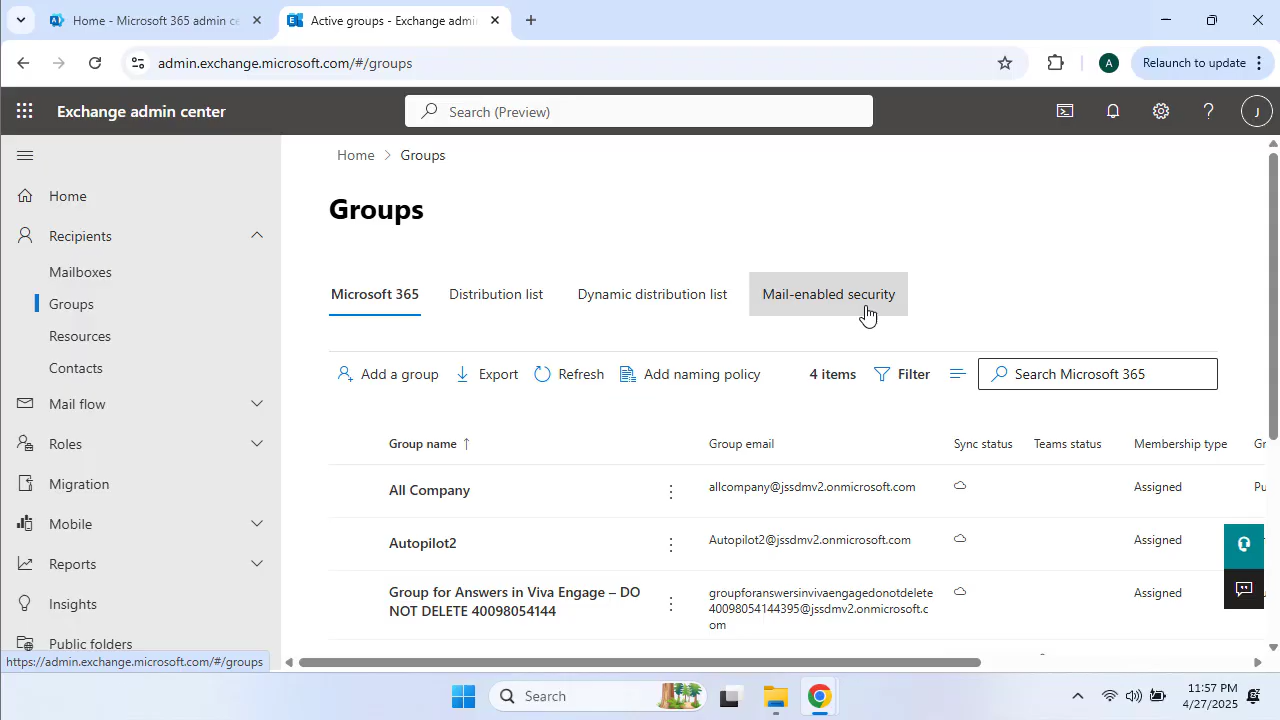 Home - Microsoft 365 admin ce
Active groups - Exchange admin
admin.exchange.microsoft.com/#/groups
A
Relaunch to update
Exchange admin center
Search (Preview)
J
Home
Recipients
Mailboxes
Groups
Resources
Contacts
Mail flow
Roles
Migration
Mobile
Reports
Insights
Public folders
https://admin.exchange.microsoft.com/#/groups
Home > Groups
Groups
Microsoft 365
Distribution list
Dynamic distribution list
Mail-enabled security
Add a group
Export
Refresh
Add naming policy
4 items
Filter
Search Microsoft 365
Group name ↑
Group email
Sync status
Teams status
Membership type
Gr
All Company
allcompany@jssdmv2.onmicrosoft.com
Assigned
Pu
Autopilot2
Autopilot2@jssdmv2.onmicrosoft.com
Assigned
Group for Answers in Viva Engage – DO
NOT DELETE 40098054144
groupforanswersinvivaengagedonotdelete
40098054144395@jssdmv2.onmicrosoft.c
om
Assigned
Search
11:57 PM
4/27/2025